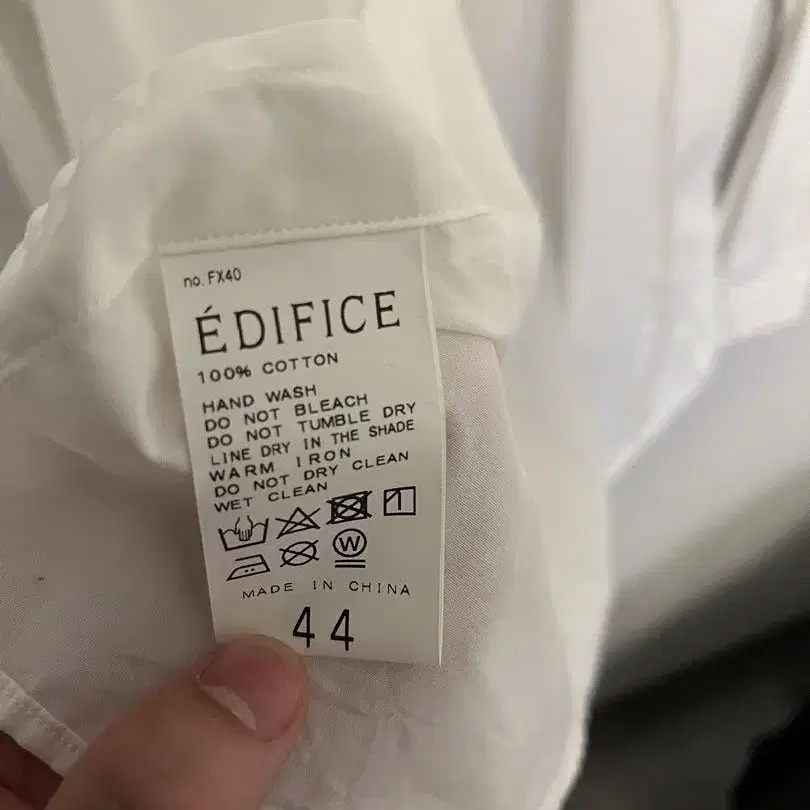 no. FX40
ÉDIFICE
100% COTTON
HAND WASH
DO NOT BLEACH
DO NOT TUMBLE DRY
LINE DRY IN THE SHADE
WARM IRON
DO NOT DRY CLEAN
WET CLEAN
W
MADE IN CHINA
44